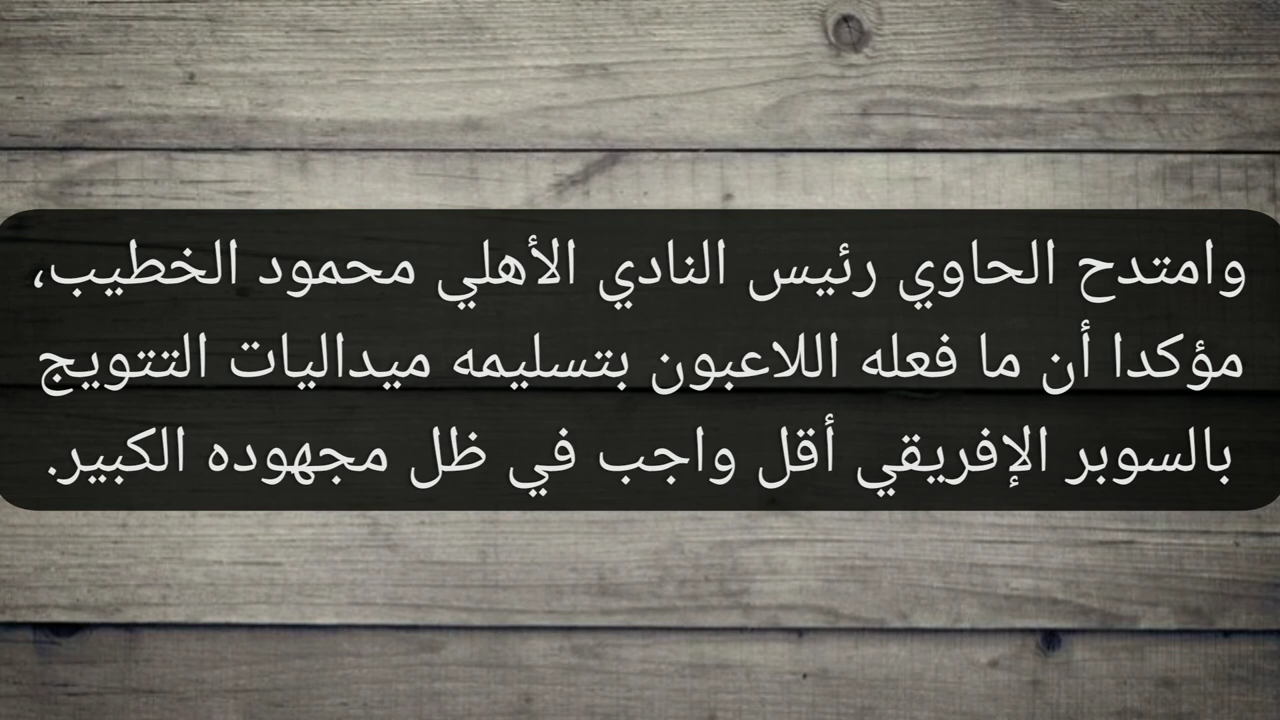 وامتدح الحاوي رئيس النادي الأهلي محمود الخطيب،
مؤكدا أن ما فعله اللاعبون بتسليمه ميداليات التتويج
بالسوبر الإفريقي أقل واجب في ظل مجهوده الكبير.